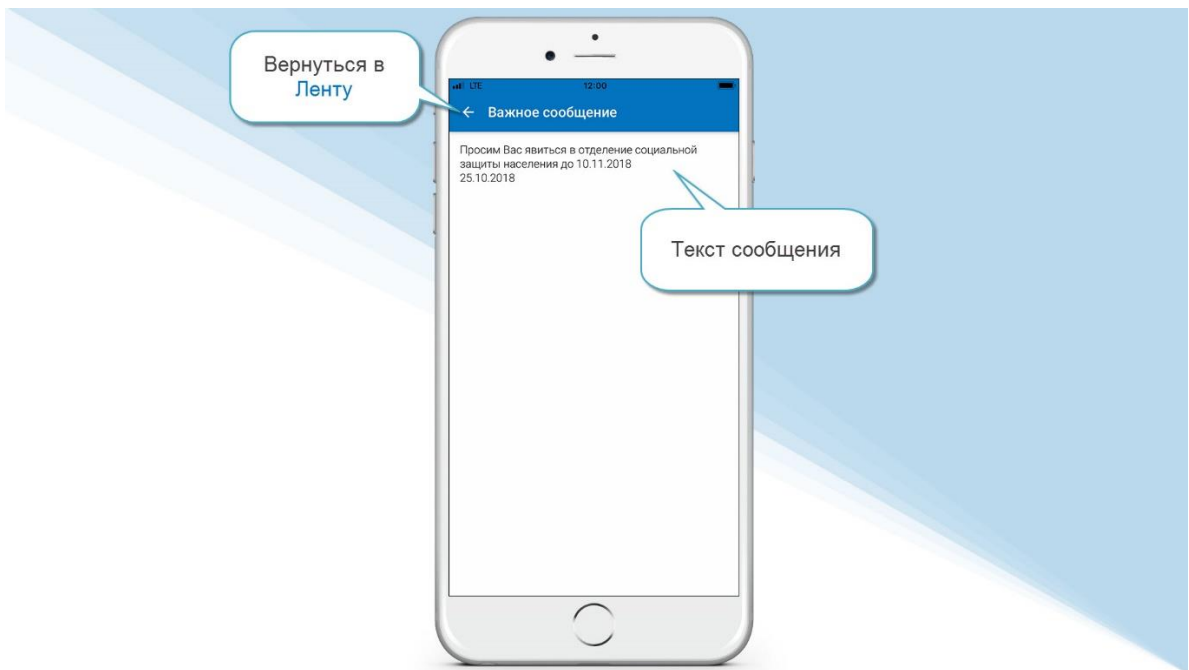 Вернуться в
Ленту
LTE 12:00
← Важное сообщение
Просим Вас явиться в отделение социальной
защиты населения до 10.11.2018
25.10.2018
Текст сообщения